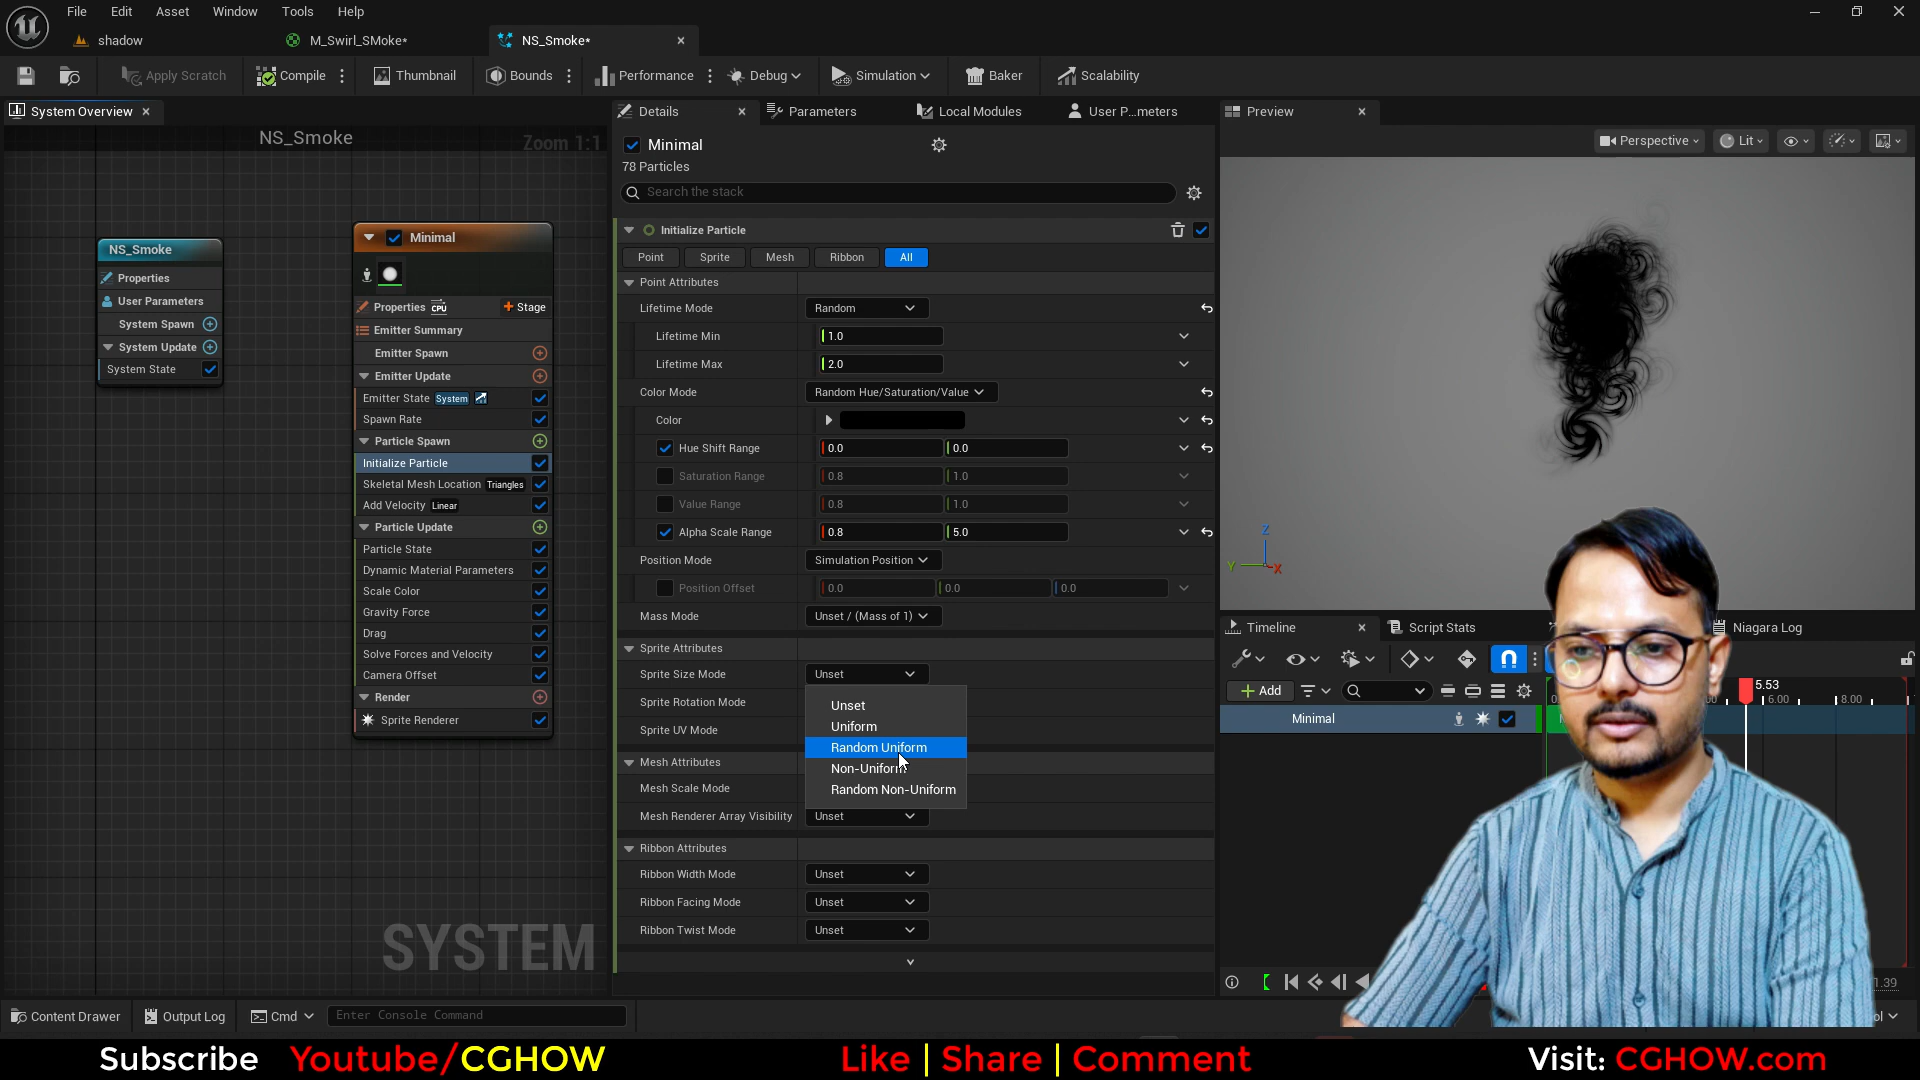 File Edit Asset Window Tools Help
shadow M_Swirl_SMoke* NS_Smoke*
Apply Scratch Compile Thumbnail Bounds Performance Debug Simulation Baker Scalability
System Overview
NS_Smoke Zoom 1:1
NS_Smoke
Properties
User Parameters
System Spawn
System Update
System State
Minimal
Properties CPU Stage
Emitter Summary
Emitter Spawn
Emitter Update
Emitter State System
Spawn Rate
Particle Spawn
Initialize Particle
Skeletal Mesh Location Triangles
Add Velocity Linear
Particle Update
Particle State
Dynamic Material Parameters
Scale Color
Gravity Force
Drag
Solve Forces and Velocity
Camera Offset
Render
Sprite Renderer
SYSTEM
Details Parameters Local Modules User P...meters
Minimal
78 Particles
Search the stack
Initialize Particle
Point Sprite Mesh Ribbon All
Point Attributes
Lifetime Mode Random
Lifetime Min 1.0
Lifetime Max 2.0
Color Mode Random Hue/Saturation/Value
Color
Hue Shift Range 0.0 0.0
Saturation Range 0.8 1.0
Value Range 0.8 1.0
Alpha Scale Range 0.8 5.0
Position Mode Simulation Position
Position Offset 0.0 0.0 0.0
Mass Mode Unset / (Mass of 1)
Sprite Attributes
Sprite Size Mode Unset
Sprite Rotation Mode
Sprite UV Mode
Unset
Uniform
Random Uniform
Non-Uniform
Random Non-Uniform
Mesh Attributes
Mesh Scale Mode
Mesh Renderer Array Visibility Unset
Ribbon Attributes
Ribbon Width Mode Unset
Ribbon Facing Mode Unset
Ribbon Twist Mode Unset
Preview
Perspective Lit
Z
Y X
Timeline Script Stats Niagara Log
Add
5.53
6.00 8.00
Minimal
1.39
Content Drawer Output Log Cmd Enter Console Command
Subscribe Youtube/CGHOW Like | Share | Comment Visit: CGHOW.com